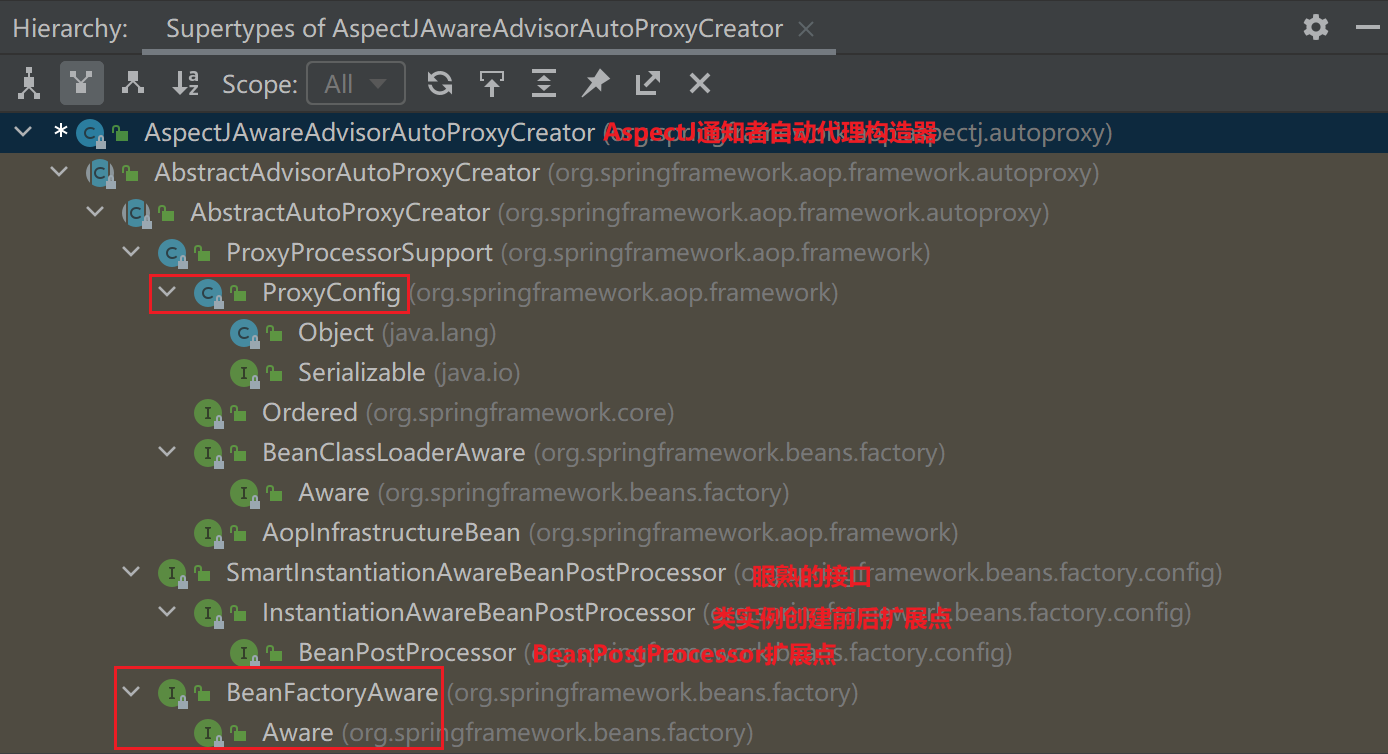 Hierarchy: Supertypes of AspectJAwareAdvisorAutoProxyCreator
Scope: All
* AspectJAwareAdvisorAutoProxyCreator (org.springframework.aop.aspectj.autoproxy) AspectJ通知者自动代理构造器
AbstractAdvisorAutoProxyCreator (org.springframework.aop.framework.autoproxy)
AbstractAutoProxyCreator (org.springframework.aop.framework.autoproxy)
ProxyProcessorSupport (org.springframework.aop.framework)
ProxyConfig (org.springframework.aop.framework)
Object (java.lang)
Serializable (java.io)
Ordered (org.springframework.core)
BeanClassLoaderAware (org.springframework.beans.factory)
Aware (org.springframework.beans.factory)
AopInfrastructureBean (org.springframework.aop.framework)
SmartInstantiationAwareBeanPostProcessor (org.springframework.beans.factory.config) 眼熟的接口
InstantiationAwareBeanPostProcessor (org.springframework.beans.factory.config) 类实例创建前后扩展点
BeanPostProcessor (org.springframework.beans.factory.config) BeanPostProcessor扩展点
BeanFactoryAware (org.springframework.beans.factory)
Aware (org.springframework.beans.factory)